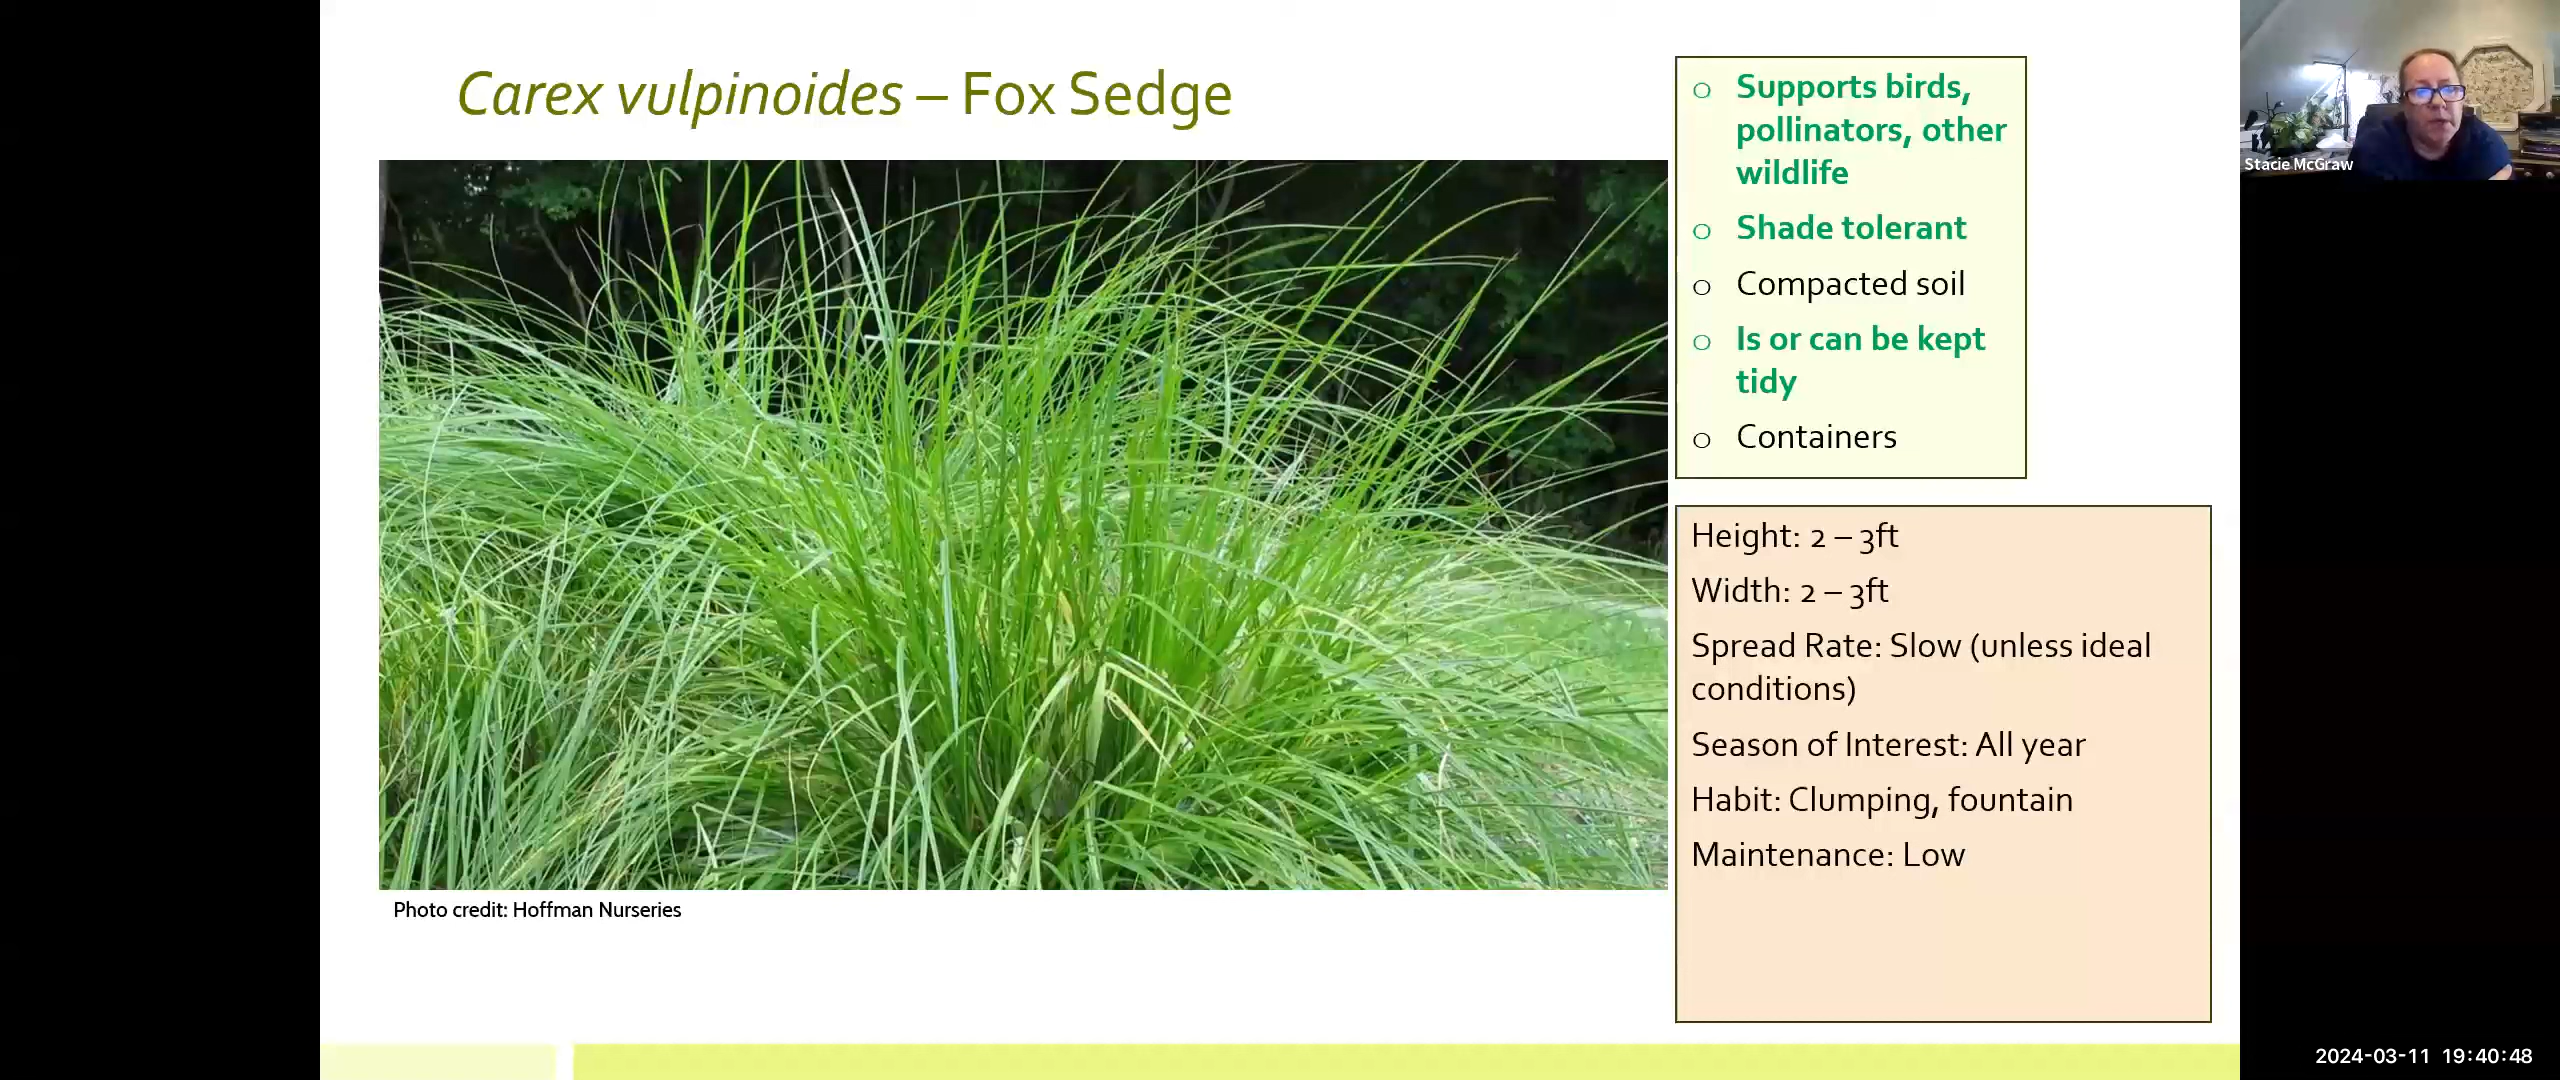 Carex vulpinoides – Fox Sedge
○ Supports birds,
pollinators, other
wildlife
○ Shade tolerant
○ Compacted soil
○ Is or can be kept
tidy
○ Containers
Height: 2 – 3ft
Width: 2 – 3ft
Spread Rate: Slow (unless ideal
conditions)
Season of Interest: All year
Habit: Clumping, fountain
Maintenance: Low
Photo credit: Hoffman Nurseries
Stacie McGraw
2024-03-11 19:40:48